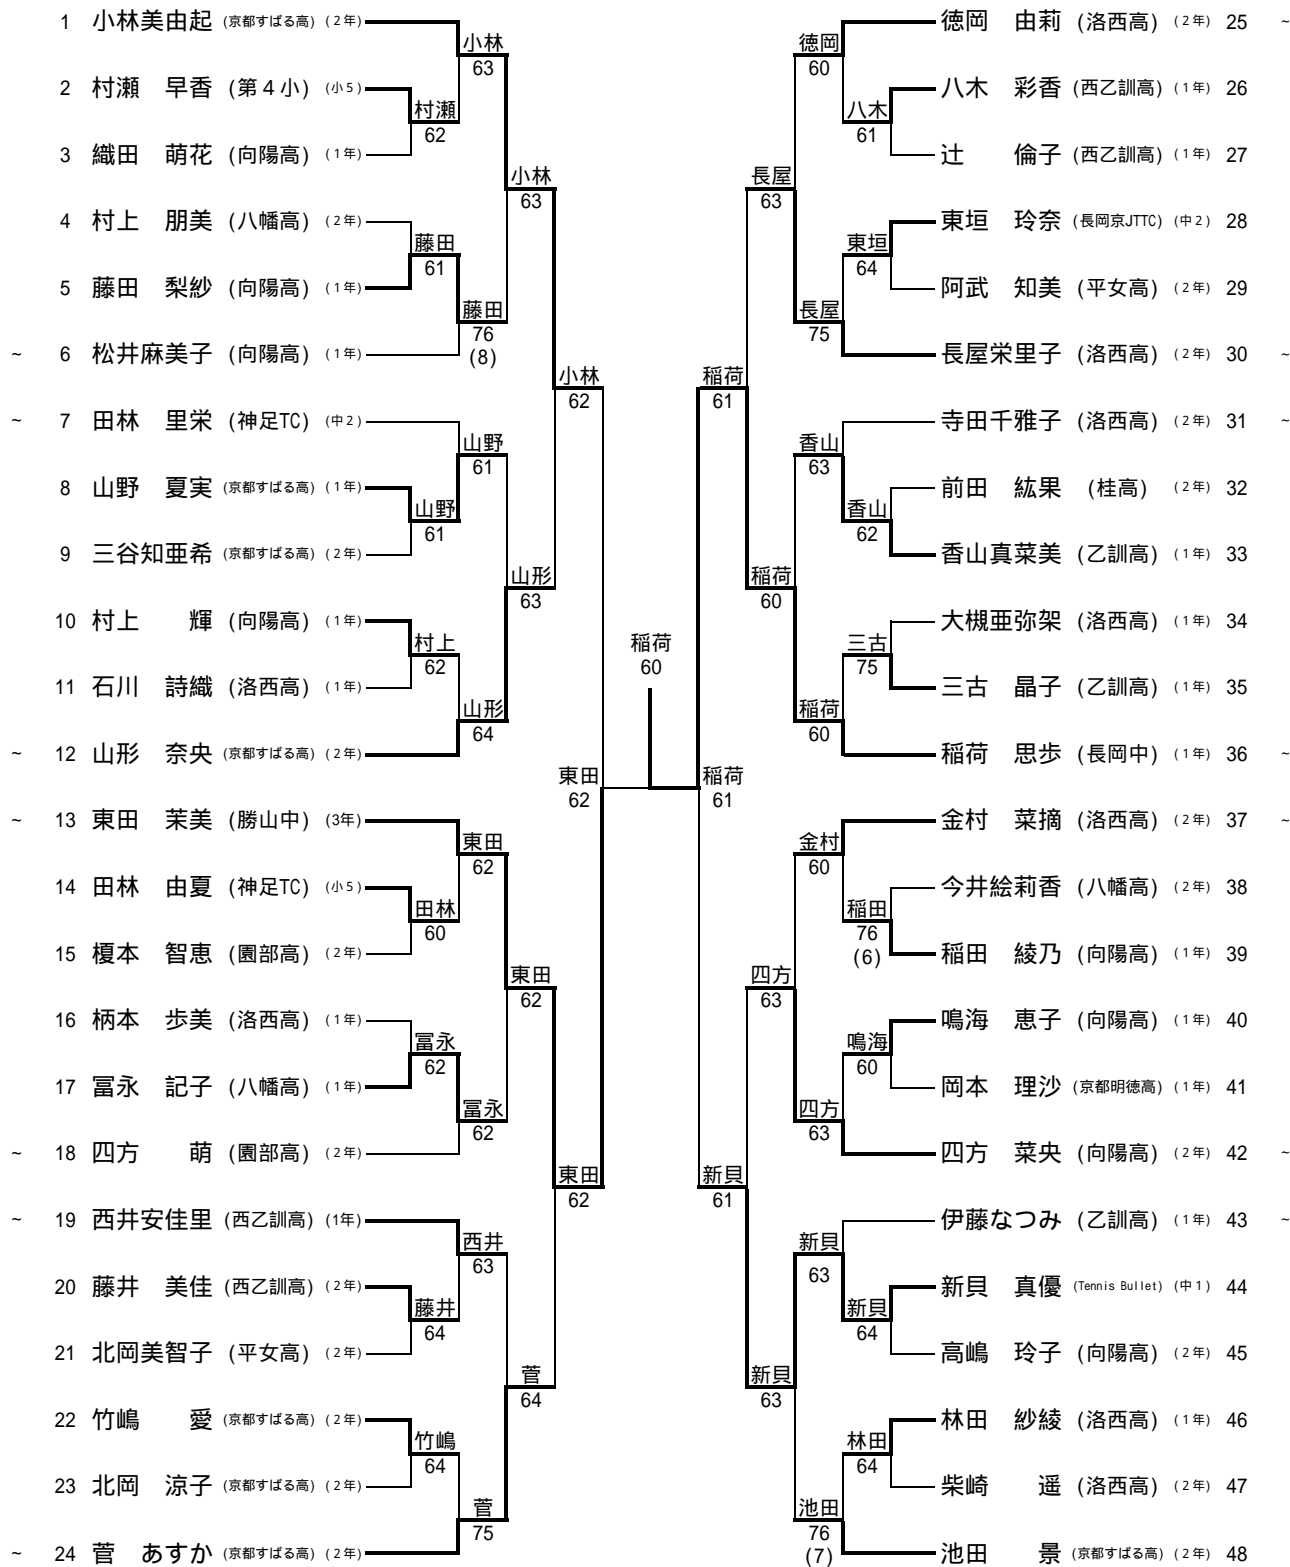 1 小林美由起 (京都すばる高) (2年)
2 村瀬 早香 (第4小) (小5)
3 織田 萌花 (向陽高) (1年)
4 村上 朋美 (八幡高) (2年)
5 藤田 梨紗 (向陽高) (1年)
~ 6 松井麻美子 (向陽高) (1年)
~ 7 田林 里栄 (神足TC) (中2)
8 山野 夏実 (京都すばる高) (1年)
9 三谷知亜希 (京都すばる高) (2年)
10 村上 輝 (向陽高) (1年)
11 石川 詩織 (洛西高) (1年)
~ 12 山形 奈央 (京都すばる高) (2年)
~ 13 東田 茉美 (勝山中) (3年)
14 田林 由夏 (神足TC) (小5)
15 榎本 智恵 (園部高) (2年)
16 柄本 歩美 (洛西高) (1年)
17 冨永 記子 (八幡高) (1年)
~ 18 四方 萌 (園部高) (2年)
~ 19 西井安佳里 (西乙訓高) (1年)
20 藤井 美佳 (西乙訓高) (2年)
21 北岡美智子 (平女高) (2年)
22 竹嶋 愛 (京都すばる高) (2年)
23 北岡 涼子 (京都すばる高) (2年)
~ 24 菅 あすか (京都すばる高) (2年)
村瀬
62
藤田
61
山野
61
村上
62
田林
60
冨永
62
藤井
64
竹嶋
64
小林
63
藤田
76
(8)
山野
61
山形
64
東田
62
冨永
62
西井
63
菅
75
小林
63
山形
63
東田
62
菅
64
小林
62
東田
62
東田
62
稲荷
60
稲荷
61
稲荷
61
新貝
61
長屋
63
稲荷
60
四方
63
新貝
63
徳岡
60
長屋
75
香山
63
稲荷
60
金村
60
四方
63
新貝
63
池田
76
(7)
八木
61
東垣
64
香山
62
三古
75
稲田
76
(6)
鳴海
60
新貝
64
林田
64
徳岡 由莉 (洛西高) (2年) 25 ~
八木 彩香 (西乙訓高) (1年) 26
辻 倫子 (西乙訓高) (1年) 27
東垣 玲奈 (長岡京JTTC) (中2) 28
阿武 知美 (平女高) (2年) 29
長屋栄里子 (洛西高) (2年) 30 ~
寺田千雅子 (洛西高) (2年) 31 ~
前田 紘果 (桂高) (2年) 32
香山真菜美 (乙訓高) (1年) 33
大槻亜弥架 (洛西高) (1年) 34
三古 晶子 (乙訓高) (1年) 35
稲荷 思歩 (長岡中) (1年) 36 ~
金村 菜摘 (洛西高) (2年) 37 ~
今井絵莉香 (八幡高) (2年) 38
稲田 綾乃 (向陽高) (1年) 39
鳴海 恵子 (向陽高) (1年) 40
岡本 理沙 (京都明徳高) (1年) 41
四方 菜央 (向陽高) (2年) 42 ~
伊藤なつみ (乙訓高) (1年) 43 ~
新貝 真優 (Tennis Bullet) (中1) 44
高嶋 玲子 (向陽高) (2年) 45
林田 紗綾 (洛西高) (1年) 46
柴崎 遥 (洛西高) (2年) 47
池田 景 (京都すばる高) (2年) 48